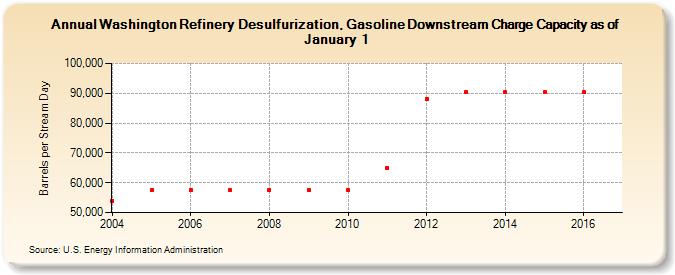 Annual Washington Refinery Desulfurization, Gasoline Downstream Charge Capacity as of
January 1
Barrels per Stream Day
100,000
90,000
80,000
70,000
60,000
50,000
2004 2006 2008 2010 2012 2014 2016
Source: U.S. Energy Information Administration